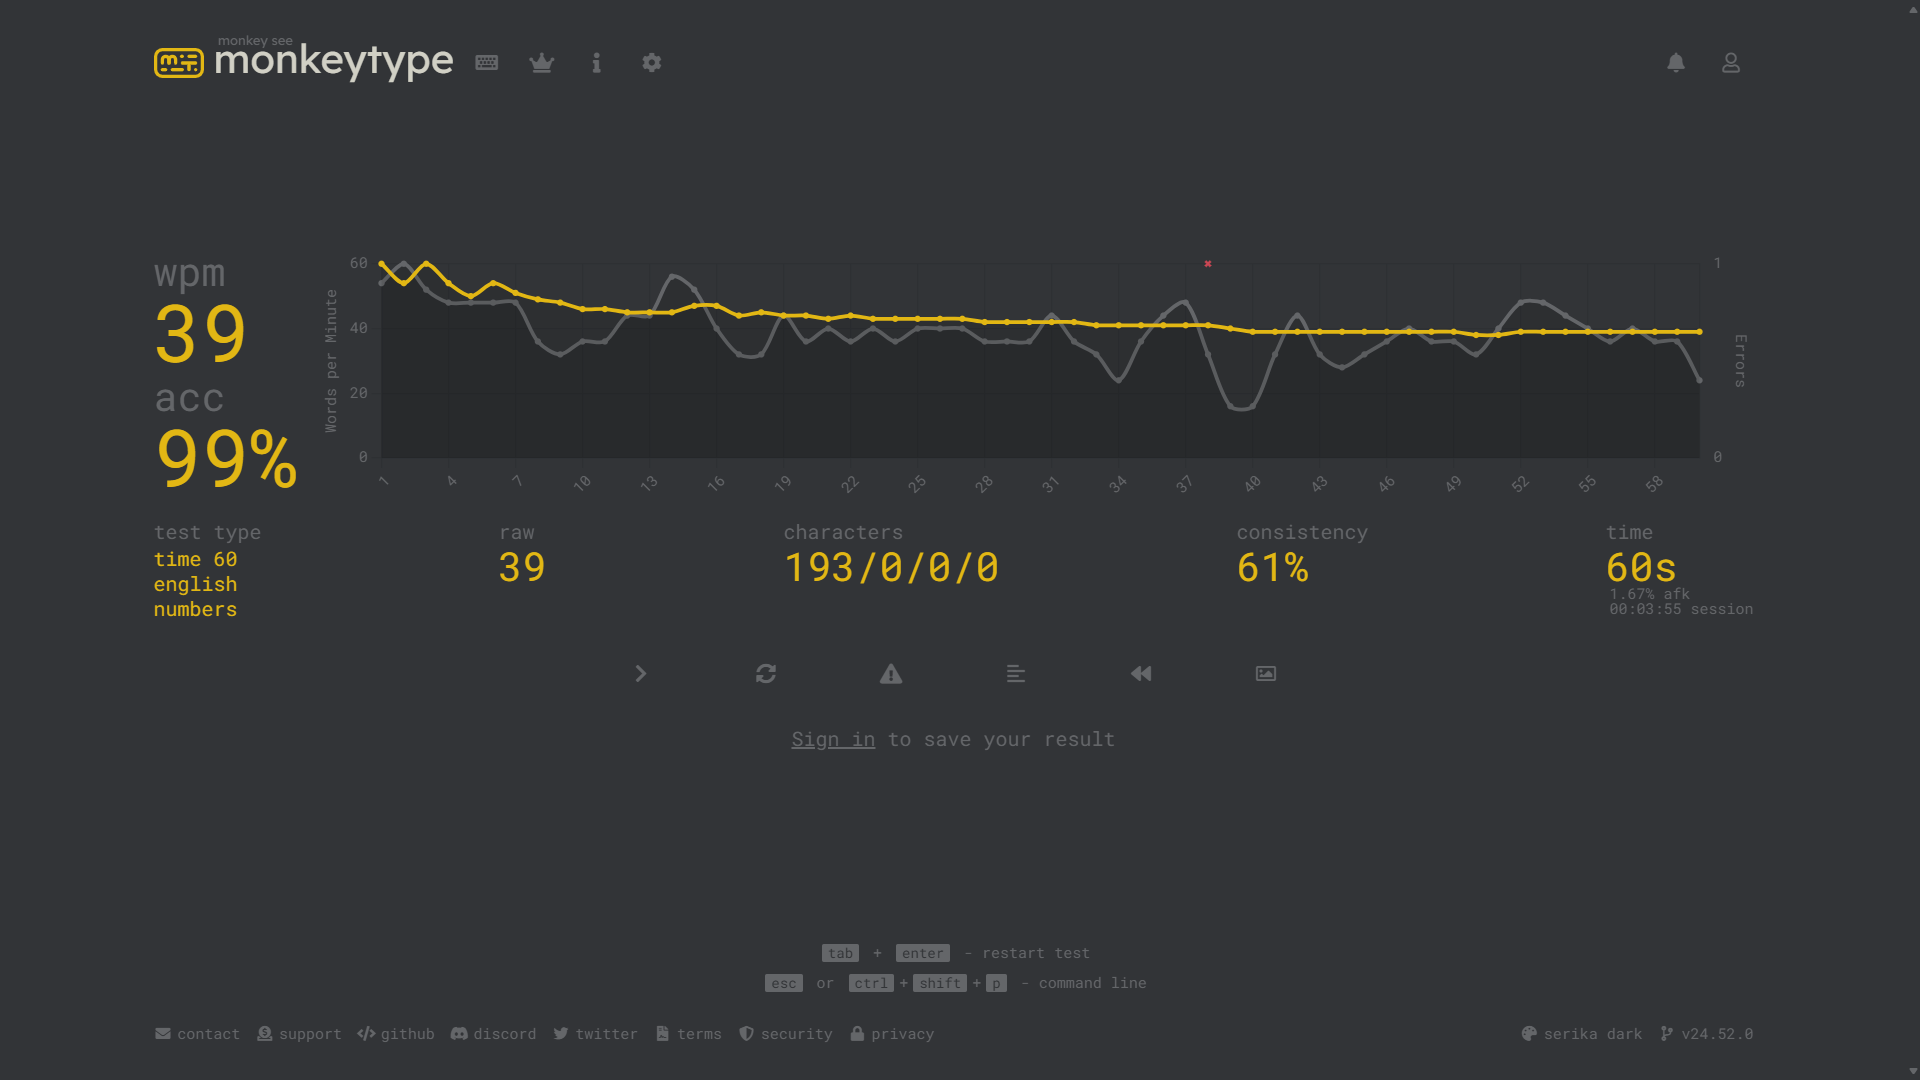 monkey see
monkeytype
wpm
39
acc
99%
Words per Minute
60
40
20
0
1
0
Errors
1 4 7 10 13 16 19 22 25 28 31 34 37 40 43 46 49 52 55 58
test type
time 60
english
numbers
raw
39
characters
193/0/0/0
consistency
61%
time
60s
1.67% afk
00:03:55 session
Sign in to save your result
tab + enter - restart test
esc or ctrl + shift + p - command line
contact support github discord twitter terms security privacy serika dark v24.52.0